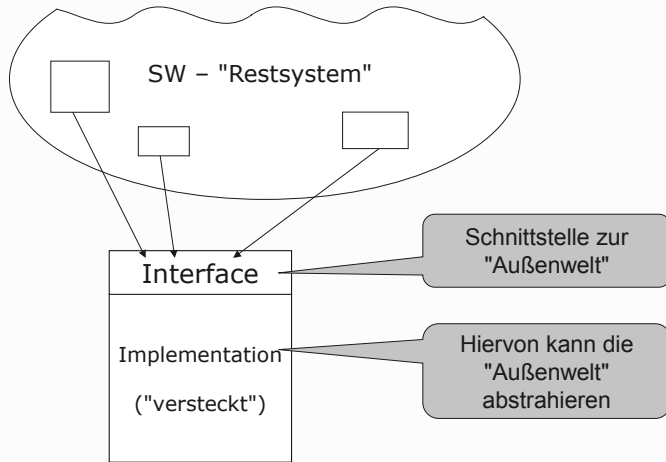 SW – "Restsystem"
Interface
Schnittstelle zur
"Außenwelt"
Implementation
("versteckt")
Hiervon kann die
"Außenwelt"
abstrahieren